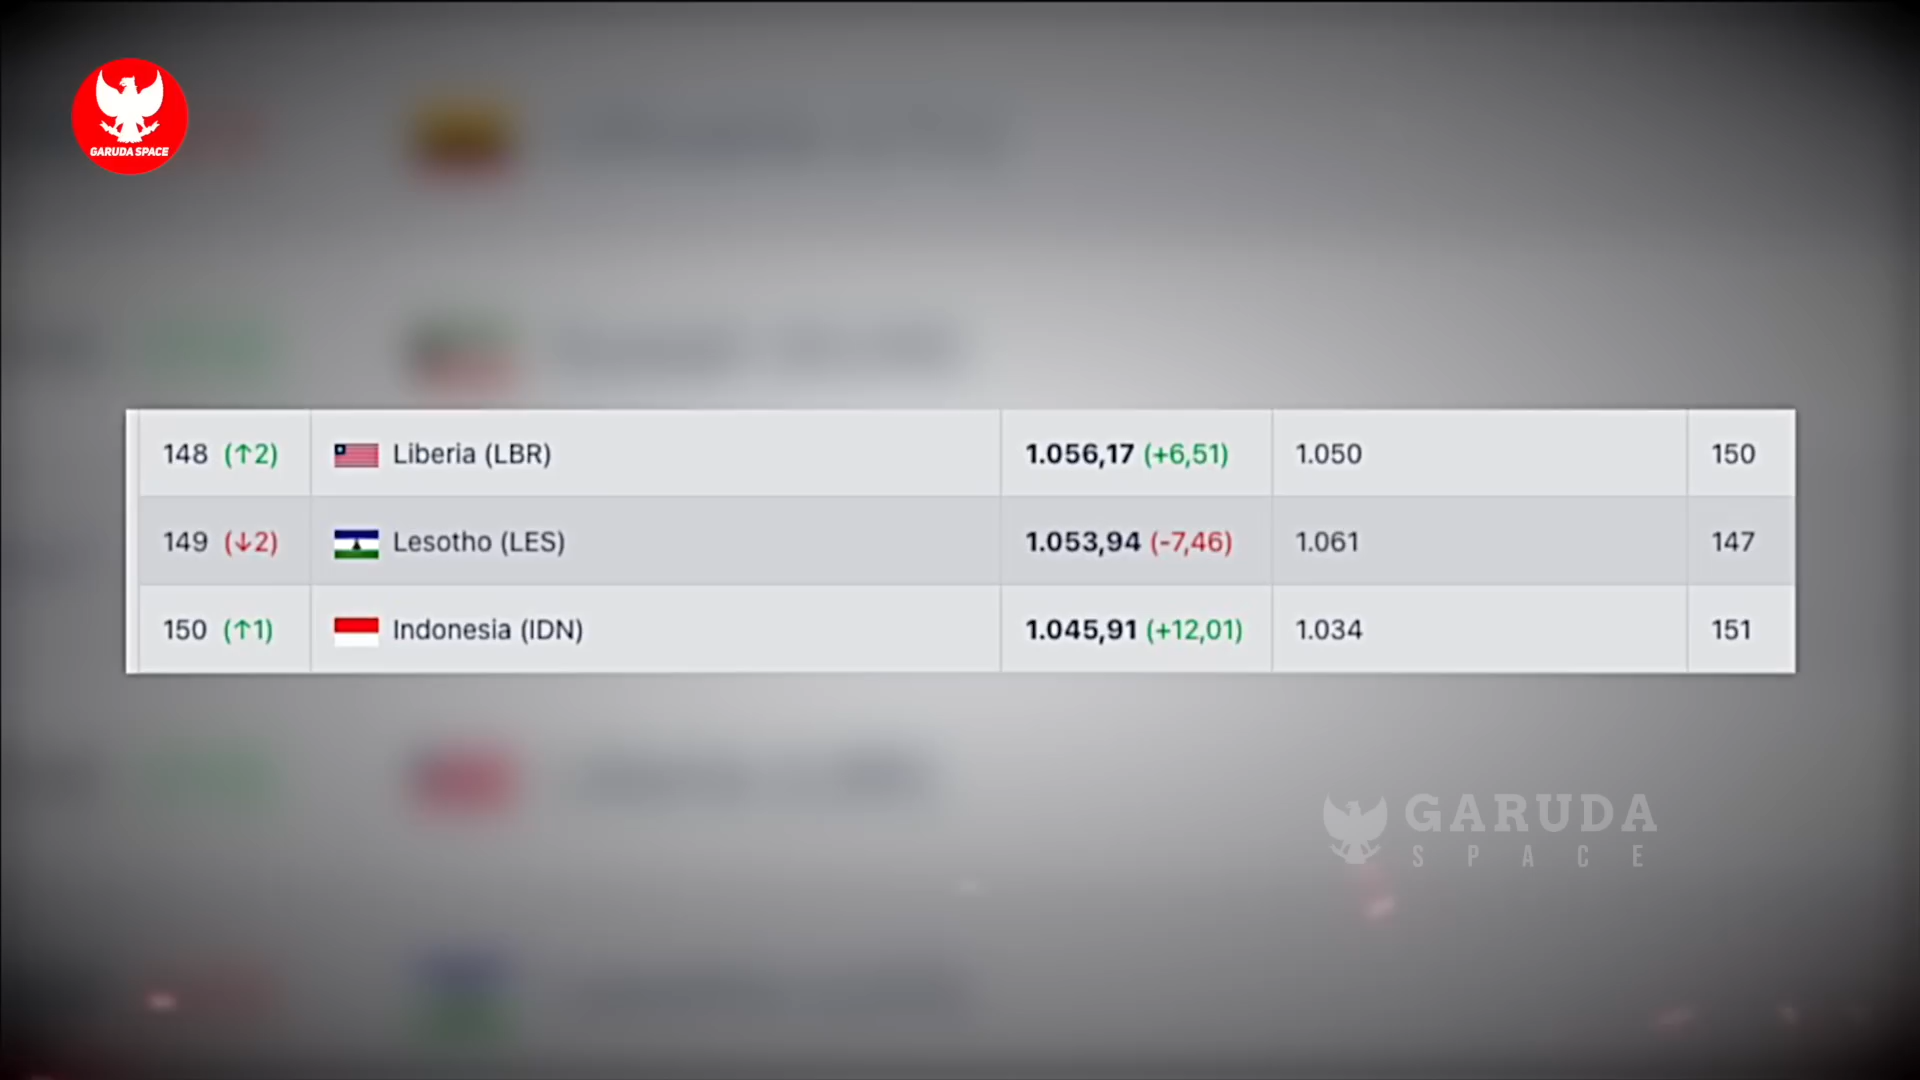 GARUDA SPACE
148 (↑2) Liberia (LBR) 1.056,17 (+6,51) 1.050 150
149 (↓2) Lesotho (LES) 1.053,94 (-7,46) 1.061 147
150 (↑1) Indonesia (IDN) 1.045,91 (+12,01) 1.034 151
GARUDA
SPACE